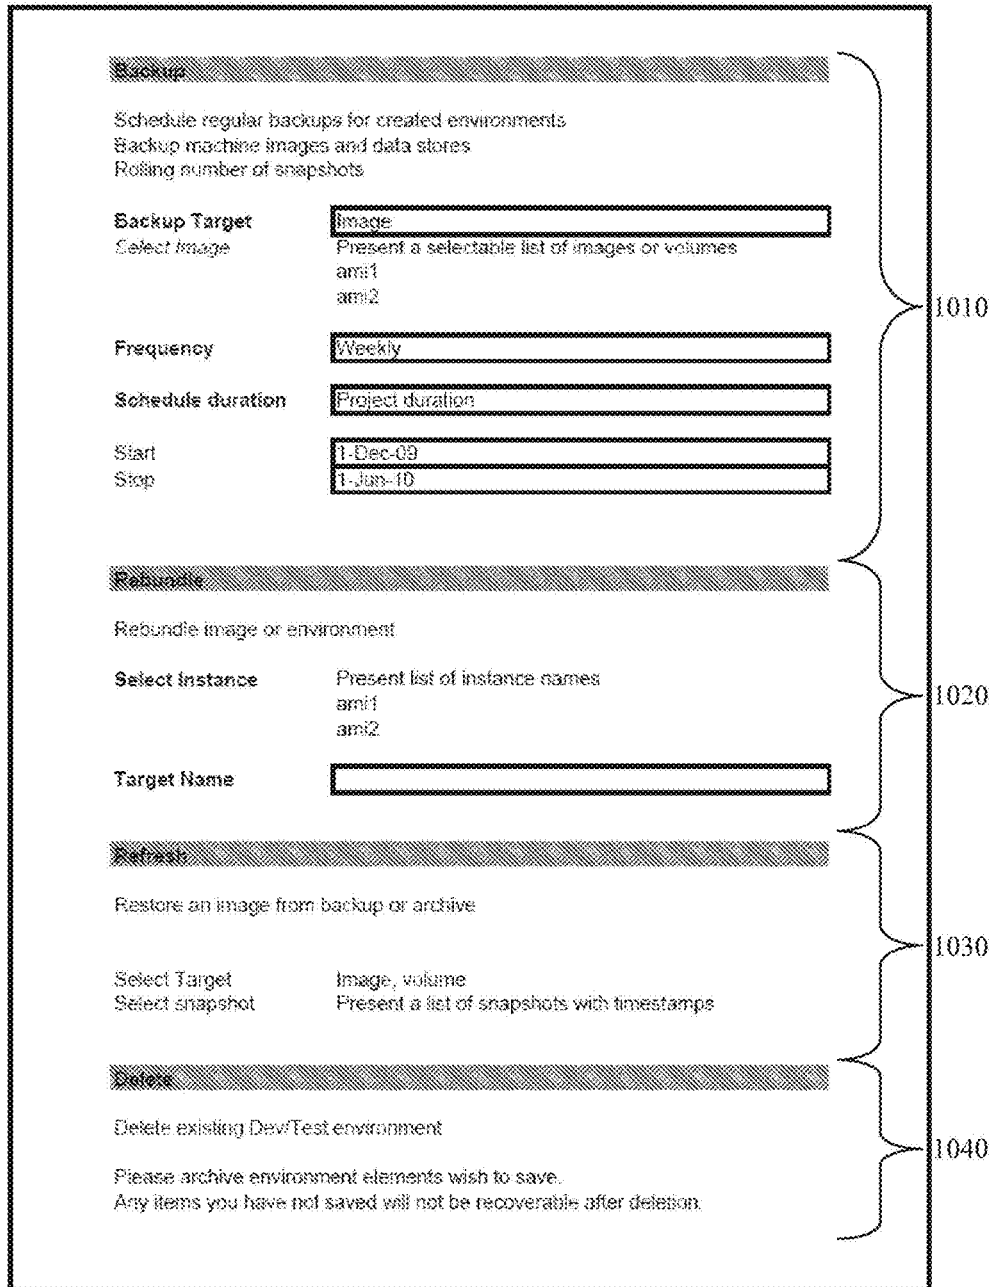 Backup
Schedule regular backups for created environments
Backup machine images and data stores
Rolling number of snapshots
Backup Target Image
Select Image Present a selectable list of images or volumes
ami1
ami2
1010
Frequency Weekly
Schedule duration Project duration
Start 1-Dec-09
Stop 1-Jun-10
Rebundle
Rebundle image or environment
Select Instance Present list of instance names
ami1
1020
ami2
Target Name
Refresh
Restore an image from backup or archive
1030
Select Target Image, volume
Select snapshot Present a list of snapshots with timestamps
Delete
Delete existing Dev/Test environment
1040
Please archive environment elements wish to save.
Any items you have not saved will not be recoverable after deletion.